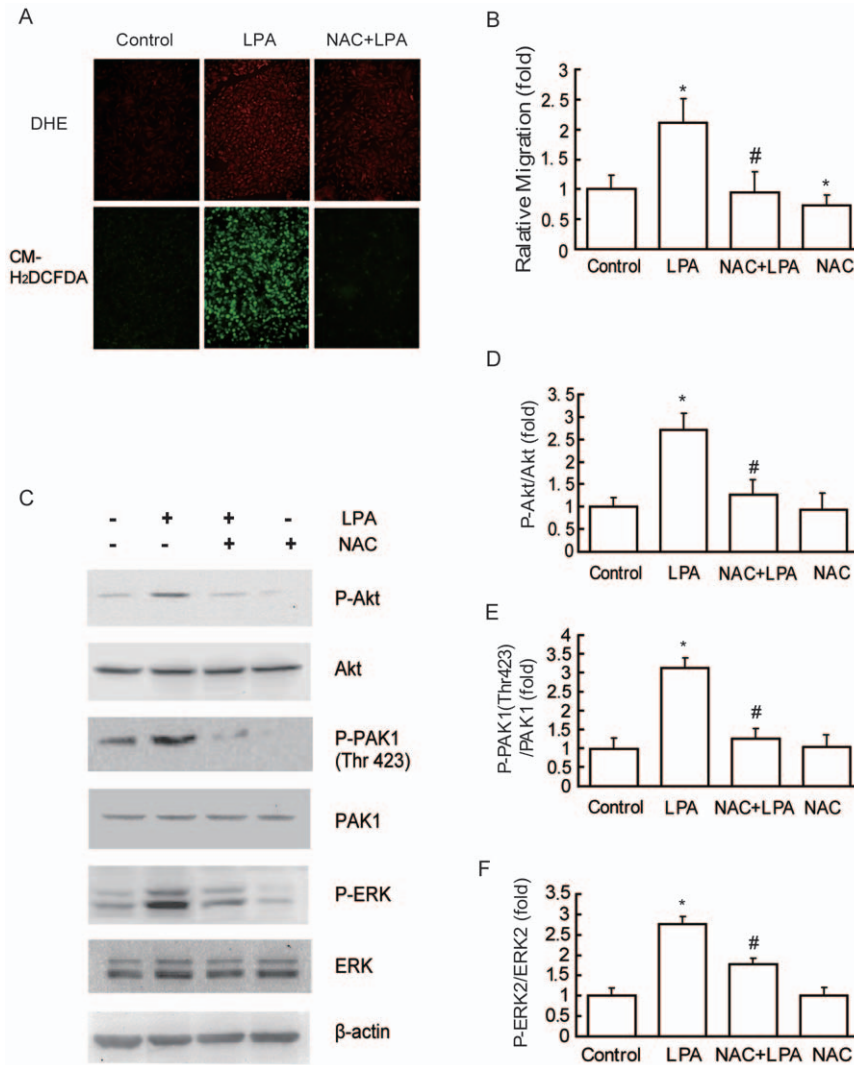 A
Control LPA NAC+LPA
DHE
CM-
H2DCFDA
B
Ralative Migration (fold)
3
2.5
2
1.5
1
0.5
0
* # *
Control LPA NAC+LPA NAC
C
- + + - LPA
- - + + NAC
P-Akt
Akt
P-PAK1
(Thr 423)
PAK1
P-ERK
ERK
β-actin
D
P-Akt/Akt (fold)
3.5
3
2.5
2
1.5
1
0.5
0
* #
Control LPA NAC+LPA NAC
E
P-PAK1(Thr423)
/PAK1 (fold)
4
3.5
3
2.5
2
1.5
1
0.5
0
* #
Control LPA NAC+LPA NAC
F
P-ERK2/ERK2 (fold)
3.5
3
2.5
2
1.5
1
0.5
0
* #
Control LPA NAC+LPA NAC